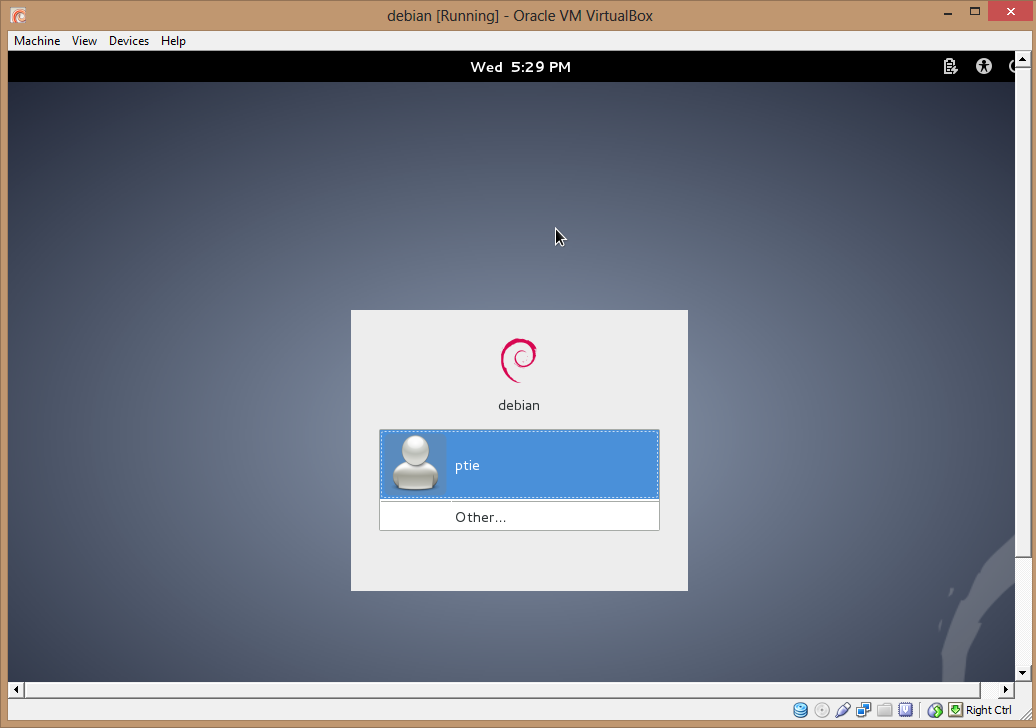 debian [Running] - Oracle VM VirtualBox
Machine View Devices Help
Wed 5:29 PM
debian
ptie
Other...
Right Ctrl